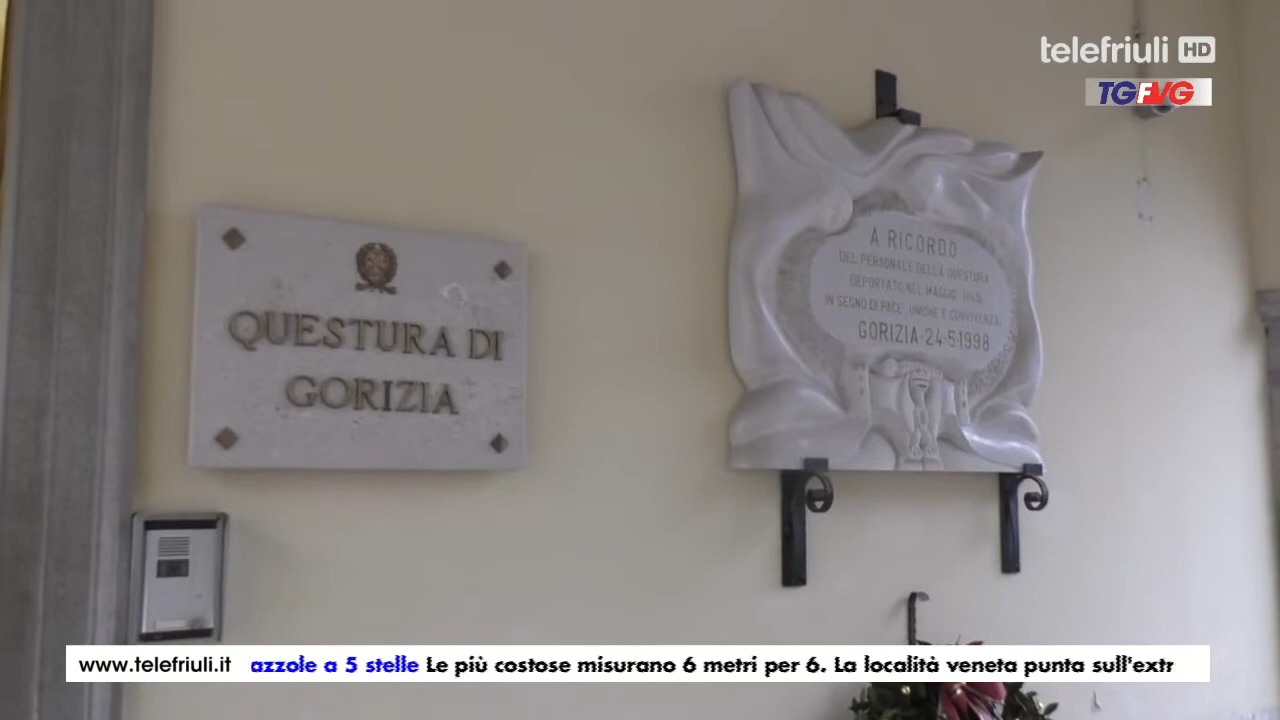 telefriuli HD
TGFVG
QUESTURA DI
GORIZIA
A RICORDO
DEL PERSONALE DELLA QUESTURA
DEPORTATO NEL MAGGIO 1945
IN SEGNO DI PACE, UNIONE E CONVIVENZA
GORIZIA 24·5·1998
www.telefriuli.it azzole a 5 stelle Le più costose misurano 6 metri per 6. La località veneta punta sull'extr